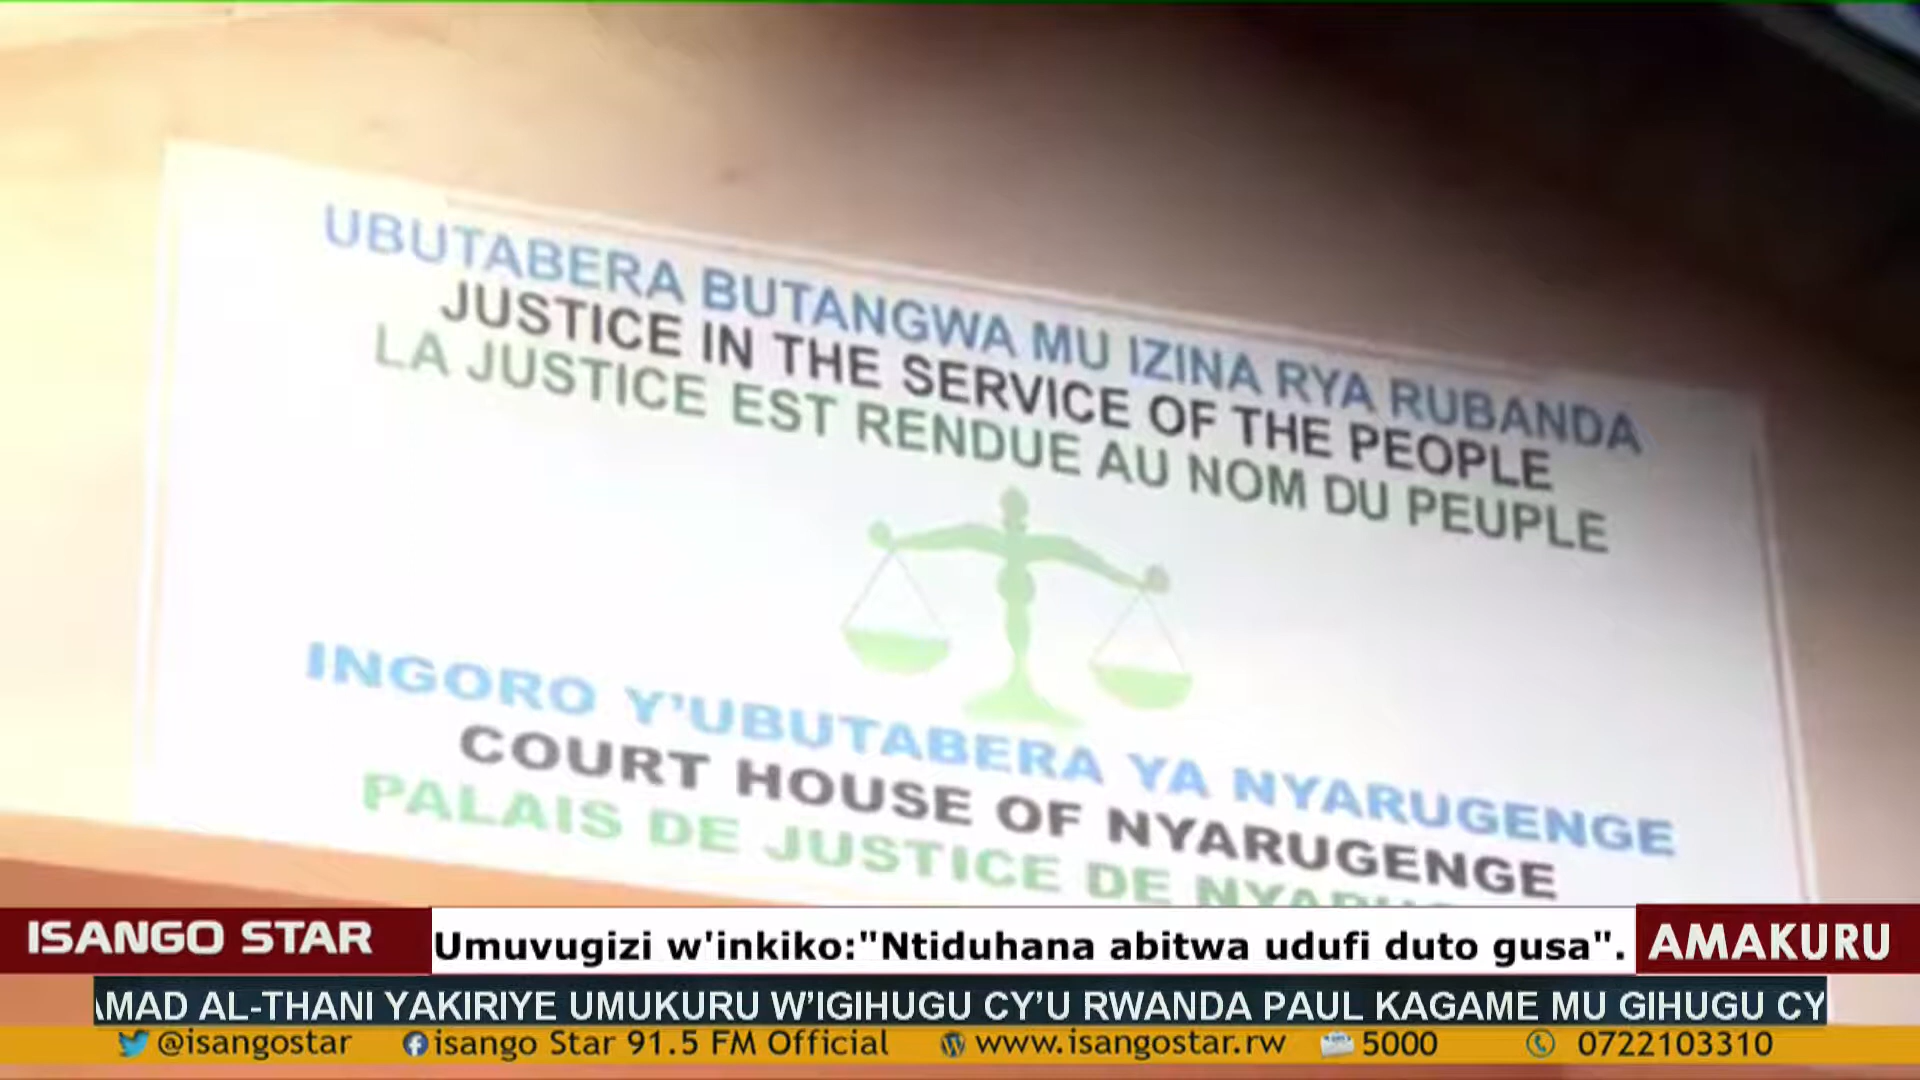 UBUTABERA BUTANGWA MU IZINA RYA RUBANDA
JUSTICE IN THE SERVICE OF THE PEOPLE
LA JUSTICE EST RENDUE AU NOM DU PEUPLE
INGORO Y'UBUTABERA YA NYARUGENGE
COURT HOUSE OF NYARUGENGE
PALAIS DE JUSTICE DE
ISANGO STAR
Umuvugizi w'inkiko:"Ntiduhana abitwa udufi duto gusa".
AMAKURU
AL-THANI YAKIRIYE UMUKURU W'IGIHUGU CY'U RWANDA PAUL KAGAME MU GIHUGU CY
@isangostar isango Star 91.5 FM Official www.isangostar.rw 5000 0722103310